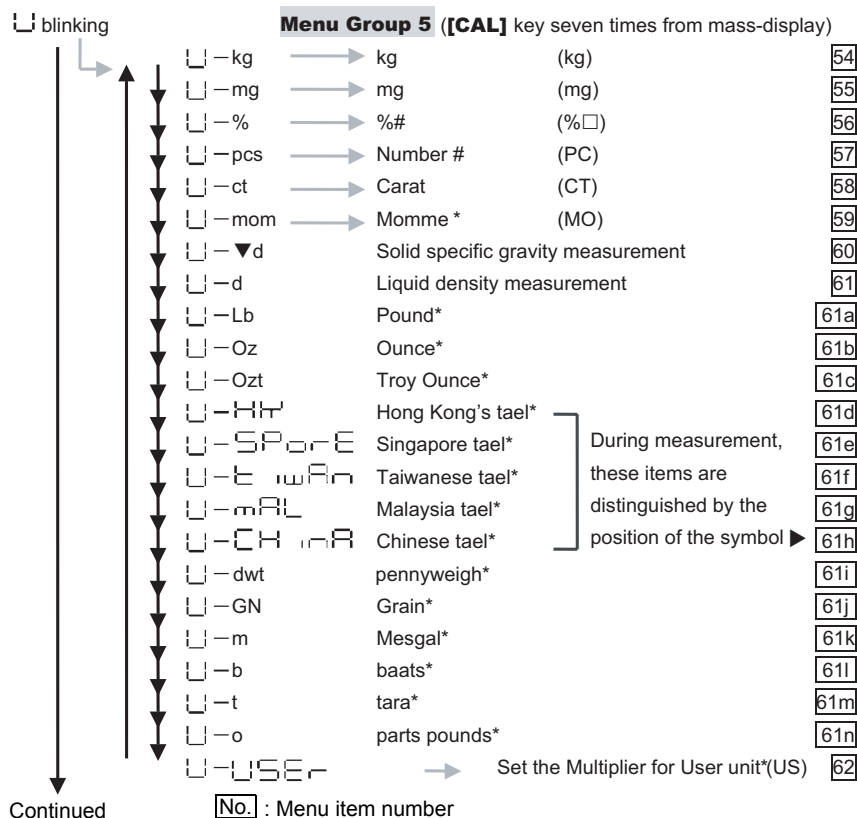 U blinking Menu Group 5 ([CAL] key seven times from mass-display)
U －kg kg (kg) 54
U －mg mg (mg) 55
U －% %# (%□) 56
U －pcs Number # (PC) 57
U －ct Carat (CT) 58
U －mom Momme * (MO) 59
U － ▼d Solid specific gravity measurement 60
U －d Liquid density measurement 61
U －Lb Pound* 61a
U －Oz Ounce* 61b
U －Ozt Troy Ounce* 61c
U －HK Hong Kong's tael* 61d
U －SPorE Singapore tael* During measurement, 61e
U －t iwAn Taiwanese tael* these items are 61f
U －mAL Malaysia tael* distinguished by the 61g
U －CH inA Chinese tael* position of the symbol ▶ 61h
U －dwt pennyweigh* 61i
U －GN Grain* 61j
U －m Mesgal* 61k
U －b baats* 61l
U －t tara* 61m
U －o parts pounds* 61n
U －USEr Set the Multiplier for User unit*(US) 62
Continued No. : Menu item number